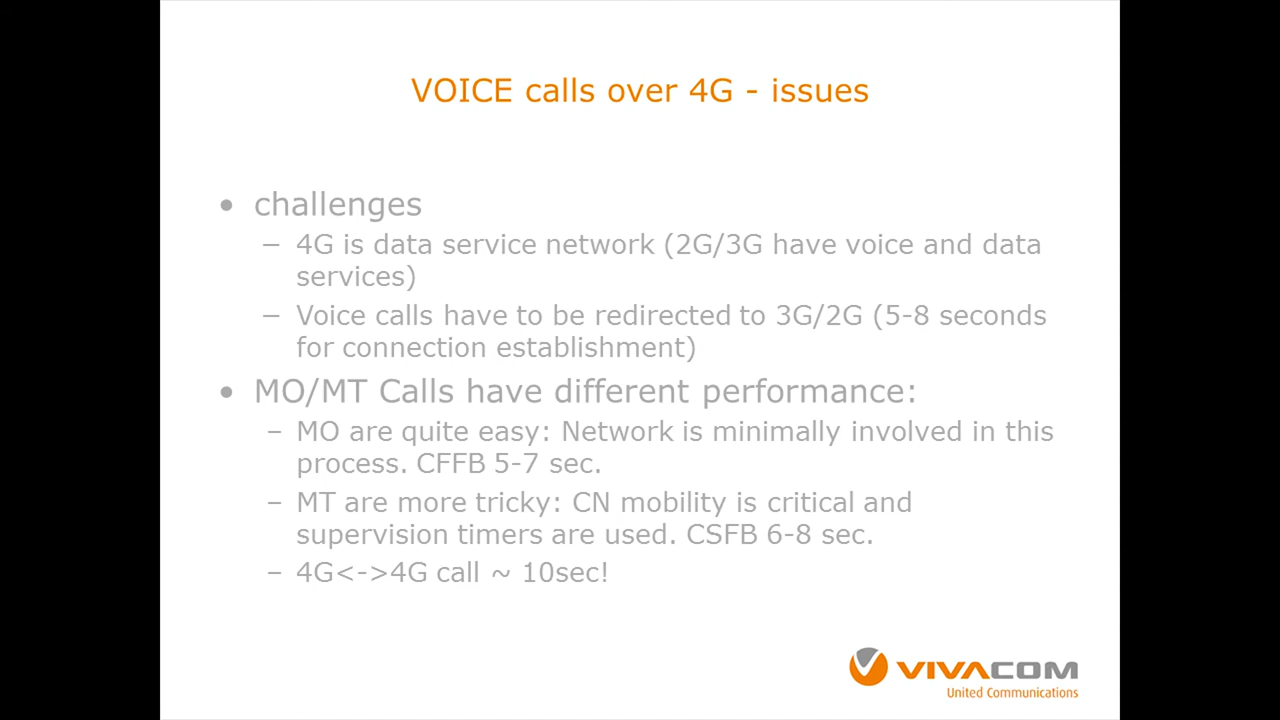 VOICE calls over 4G - issues
• challenges
– 4G is data service network (2G/3G have voice and data
services)
– Voice calls have to be redirected to 3G/2G (5-8 seconds
for connection establishment)
• MO/MT Calls have different performance:
– MO are quite easy: Network is minimally involved in this
process. CFFB 5-7 sec.
– MT are more tricky: CN mobility is critical and
supervision timers are used. CSFB 6-8 sec.
– 4G<->4G call ~ 10sec!
VIVACOM
United Communications